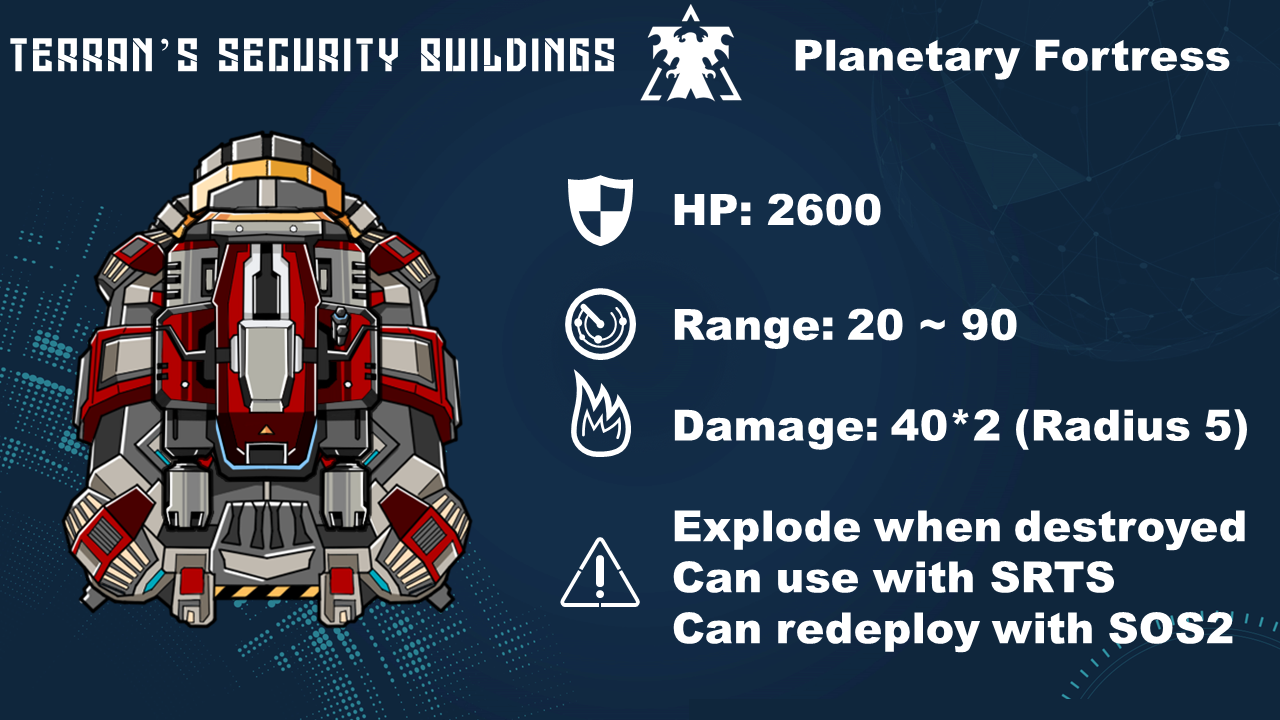 TERRAN'S SECURITY BUILDINGS
Planetary Fortress
HP: 2600
Range: 20 ~ 90
Damage: 40*2 (Radius 5)
Explode when destroyed
Can use with SRTS
Can redeploy with SOS2